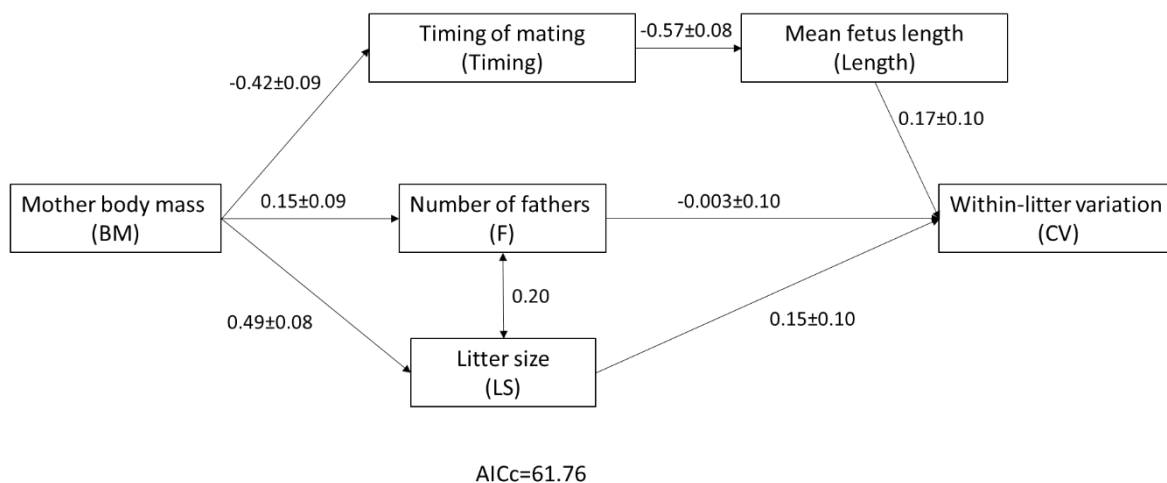 Timing of mating
(Timing)
-0.57±0.08
Mean fetus length
(Length)
-0.42±0.09
0.17±0.10
Mother body mass
(BM)
0.15±0.09
Number of fathers
(F)
-0.003±0.10
Within-litter variation
(CV)
0.20
0.49±0.08
0.15±0.10
Litter size
(LS)
AICc=61.76